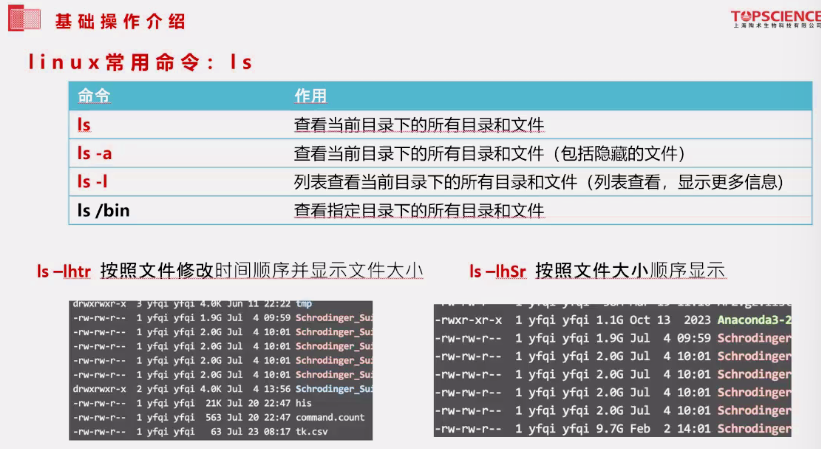 基础操作介绍
TOPSCIENCE
上海陶术生物科技有限公司
linux常用命令：ls
命令 作用
ls 查看当前目录下的所有目录和文件
ls -a 查看当前目录下的所有目录和文件（包括隐藏的文件）
ls -l 列表查看当前目录下的所有目录和文件（列表查看，显示更多信息）
ls /bin 查看指定目录下的所有目录和文件
ls –lhtr 按照文件修改时间顺序并显示文件大小
ls –lhSr 按照文件大小顺序显示
drwxrwxr-x 3 yfqi yfqi 4.0K Jun 11 22:22 tmp
-rw-rw-r-- 1 yfqi yfqi 1.9G Jul 4 09:59 Schrodinger_Sui
-rw-rw-r-- 1 yfqi yfqi 2.0G Jul 4 10:01 Schrodinger_Sui
-rw-rw-r-- 1 yfqi yfqi 2.0G Jul 4 10:01 Schrodinger_Sui
-rw-rw-r-- 1 yfqi yfqi 2.0G Jul 4 10:01 Schrodinger_Sui
-rw-rw-r-- 1 yfqi yfqi 2.0G Jul 4 10:01 Schrodinger_Sui
drwxrwxr-x 2 yfqi yfqi 4.0K Jul 4 13:56 Schrodinger_Sui
-rw-rw-r-- 1 yfqi yfqi 21K Jul 20 22:47 his
-rw-rw-r-- 1 yfqi yfqi 563 Jul 20 22:47 command.count
-rw-rw-r-- 1 yfqi yfqi 63 Jul 23 08:17 tk.csv
-rwxr-xr-x 1 yfqi yfqi 1.1G Oct 13 2023 Anaconda3-2
-rw-rw-r-- 1 yfqi yfqi 1.9G Jul 4 09:59 Schrodinger
-rw-rw-r-- 1 yfqi yfqi 2.0G Jul 4 10:01 Schrodinger
-rw-rw-r-- 1 yfqi yfqi 2.0G Jul 4 10:01 Schrodinger
-rw-rw-r-- 1 yfqi yfqi 2.0G Jul 4 10:01 Schrodinger
-rw-rw-r-- 1 yfqi yfqi 2.0G Jul 4 10:01 Schrodinger
-rw-rw-r-- 1 yfqi yfqi 9.7G Feb 2 14:01 Schrodinger